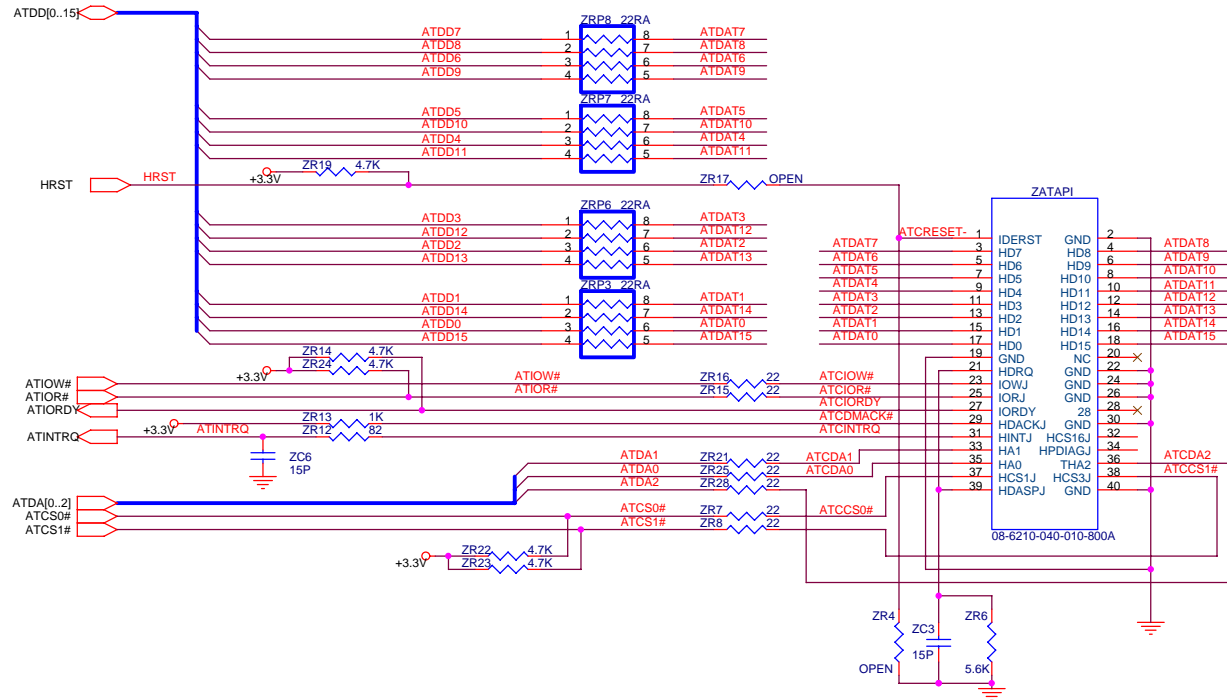 ATDD[0..15]
ZRP8 22RA
ATDD7 1 8 ATDAT7
ATDD8 2 7 ATDAT8
ATDD6 3 6 ATDAT6
ATDD9 4 5 ATDAT9
ZRP7 22RA
ATDD5 1 8 ATDAT5
ATDD10 2 7 ATDAT10
ATDD4 3 6 ATDAT4
ATDD11 4 5 ATDAT11
ZR19 4.7K
+3.3V
HRST HRST ZR17 OPEN
ZATAPI
ZRP6 22RA
ATDD3 1 8 ATDAT3
ATDD12 2 7 ATDAT12
ATDD2 3 6 ATDAT2
ATDD13 4 5 ATDAT13
ZRP3 22RA
ATDD1 1 8 ATDAT1
ATDD14 2 7 ATDAT14
ATDD0 3 6 ATDAT0
ATDD15 4 5 ATDAT15
ATCRESET- 1 IDERST GND 2
ATDAT7 3 HD7 HD8 4 ATDAT8
ATDAT6 5 HD6 HD9 6 ATDAT9
ATDAT5 7 HD5 HD10 8 ATDAT10
ATDAT4 9 HD4 HD11 10 ATDAT11
ATDAT3 11 HD3 HD12 12 ATDAT12
ATDAT2 13 HD2 HD13 14 ATDAT13
ATDAT1 15 HD1 HD14 16 ATDAT14
ATDAT0 17 HD0 HD15 18 ATDAT15
19 GND NC 20
21 HDRQ GND 22
23 IOWJ GND 24
25 IORJ GND 26
27 IORDY 28 28
29 HDACKJ GND 30
31 HINTJ HCS16J 32
33 HA1 HPDIAGJ 34
35 HA0 THA2 36 ATCDA2
37 HCS1J HCS3J 38 ATCCS1#
39 HDASPJ GND 40
08-6210-040-010-800A
ZR14 4.7K
ZR24 4.7K
+3.3V
ATIOW# ATIOW# ZR16 22 ATCIOW#
ATIOR# ATIOR# ZR15 22 ATCIOR#
ATIORDY ATCIORDY
ZR13 1K ATCDMACK#
+3.3V
ATINTRQ ATINTRQ ZR12 82 ATCINTRQ
ZC6
15P
ATDA1 ZR21 22 ATCDA1
ATDA0 ZR25 22 ATCDA0
ATDA2 ZR28 22
ATDA[0..2]
ATCS0# ATCS0# ZR7 22 ATCCS0#
ATCS1# ATCS1# ZR8 22
ZR22 4.7K
+3.3V
ZR23 4.7K
ZR4
OPEN
ZC3
15P
ZR6
5.6K